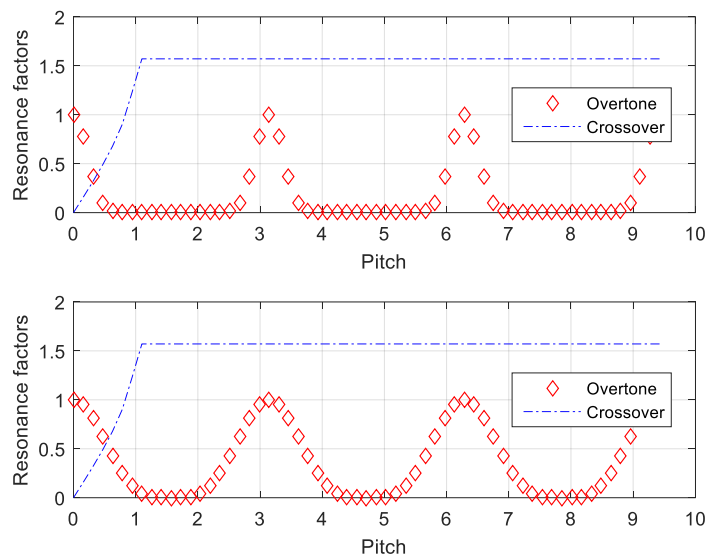 2
1.5
1
0.5
0
Resonance factors
Overtone
Crossover
0 1 2 3 4 5 6 7 8 9 10
Pitch
2
1.5
1
0.5
0
Resonance factors
Overtone
Crossover
0 1 2 3 4 5 6 7 8 9 10
Pitch